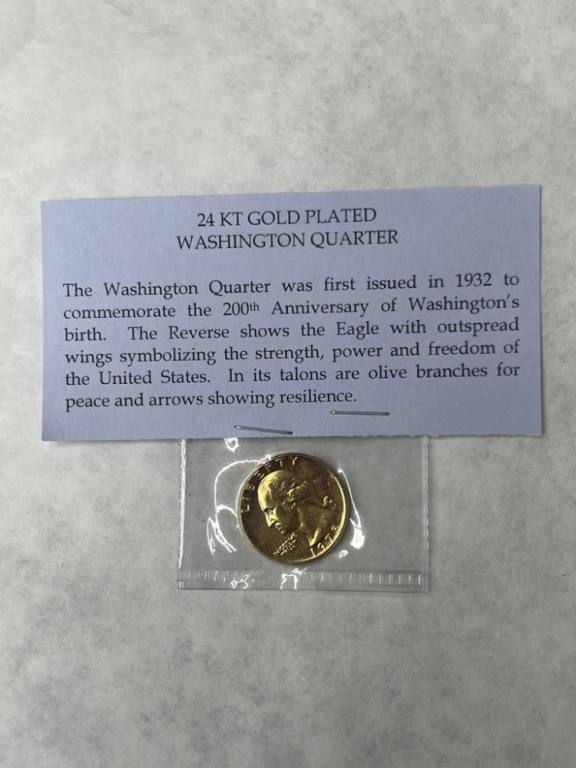 24 KT GOLD PLATED
WASHINGTON QUARTER
The Washington Quarter was first issued in 1932 to
commemorate the 200th Anniversary of Washington's
birth. The Reverse shows the Eagle with outspread
wings symbolizing the strength, power and freedom of
the United States. In its talons are olive branches for
peace and arrows showing resilience.
LIBERTY
1978